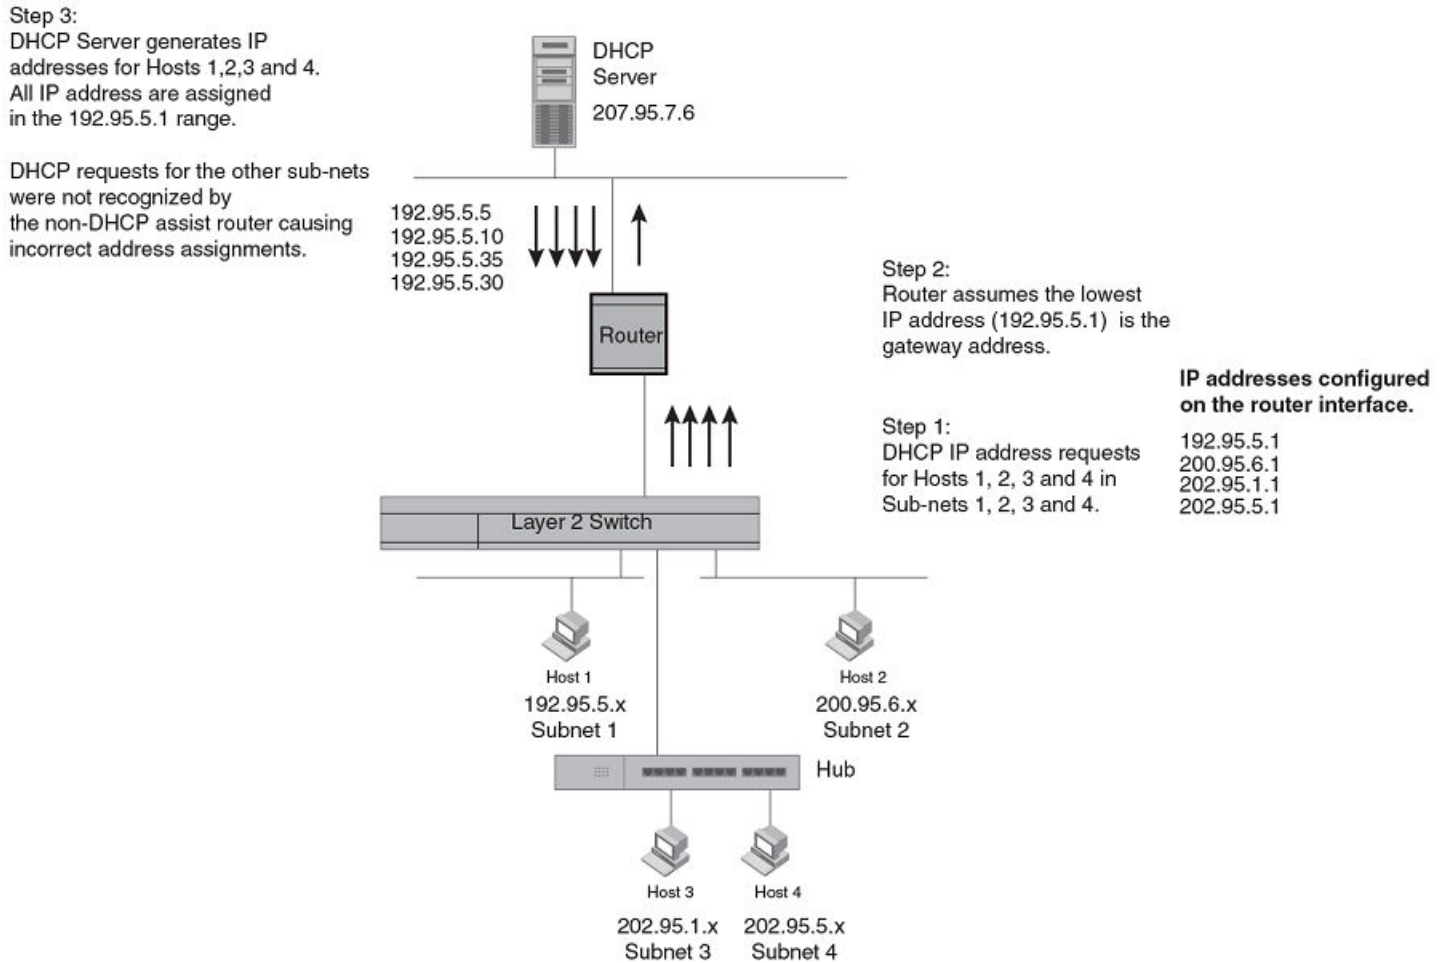 Step 3:
DHCP Server generates IP
addresses for Hosts 1,2,3 and 4.
All IP address are assigned
in the 192.95.5.1 range.
DHCP requests for the other sub-nets
were not recognized by
the non-DHCP assist router causing
incorrect address assignments.
DHCP
Server
207.95.7.6
192.95.5.5
192.95.5.10
192.95.5.35
192.95.5.30
Router
Step 2:
Router assumes the lowest
IP address (192.95.5.1) is the
gateway address.
IP addresses configured
on the router interface.
192.95.5.1
200.95.6.1
202.95.1.1
202.95.5.1
Step 1:
DHCP IP address requests
for Hosts 1, 2, 3 and 4 in
Sub-nets 1, 2, 3 and 4.
Layer 2 Switch
Host 1
192.95.5.x
Subnet 1
Host 2
200.95.6.x
Subnet 2
Hub
Host 3
202.95.1.x
Subnet 3
Host 4
202.95.5.x
Subnet 4